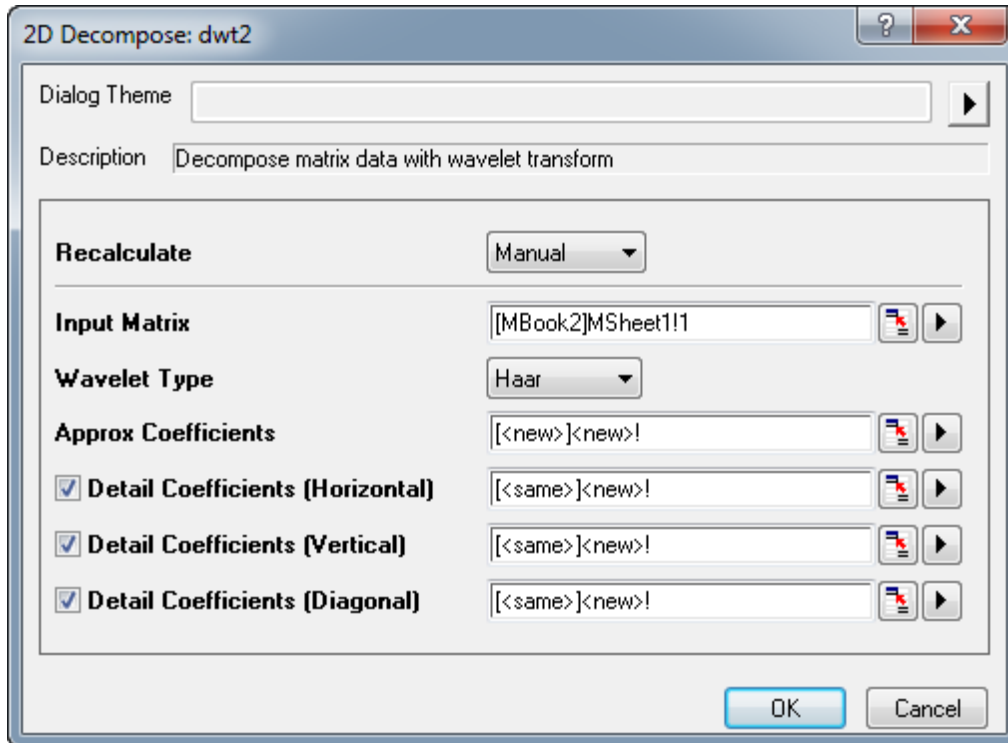 2D Decompose: dwt2
Dialog Theme
Description Decompose matrix data with wavelet transform
Recalculate Manual
Input Matrix [MBook2]MSheet1!1
Wavelet Type Haar
Approx Coefficients [<new>]<new>!
Detail Coefficients (Horizontal) [<same>]<new>!
Detail Coefficients (Vertical) [<same>]<new>!
Detail Coefficients (Diagonal) [<same>]<new>!
OK Cancel